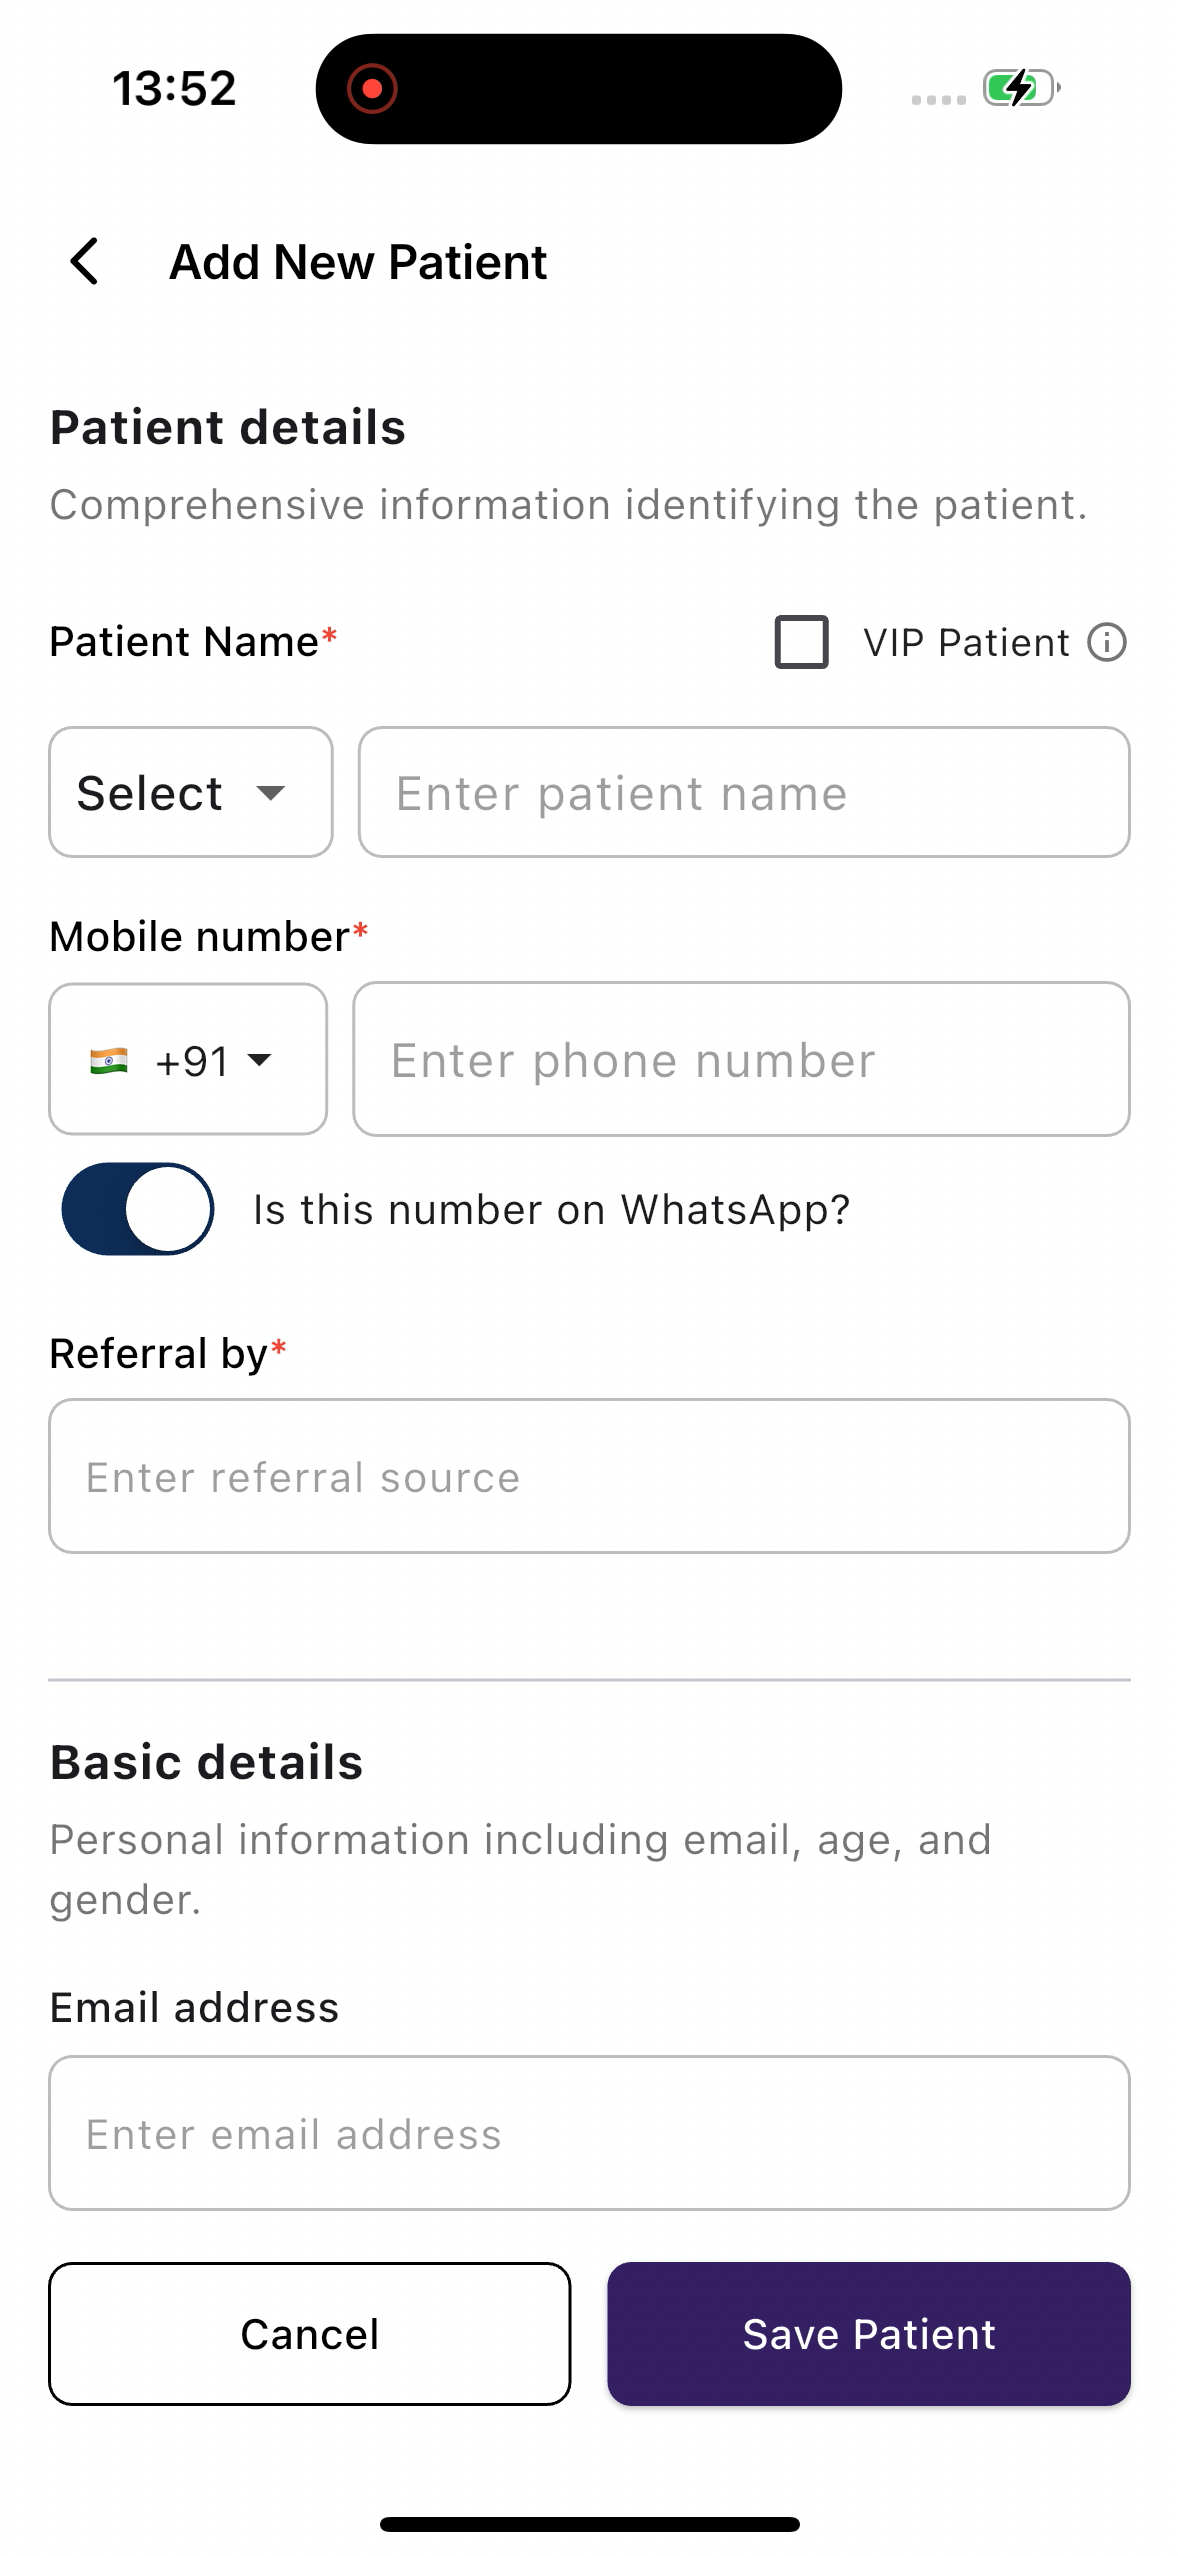 13:52
Add New Patient
Patient details
Comprehensive information identifying the patient.
Patient Name*
VIP Patient
Select
Enter patient name
Mobile number*
+91
Enter phone number
Is this number on WhatsApp?
Referral by*
Enter referral source
Basic details
Personal information including email, age, and
gender.
Email address
Enter email address
Cancel
Save Patient